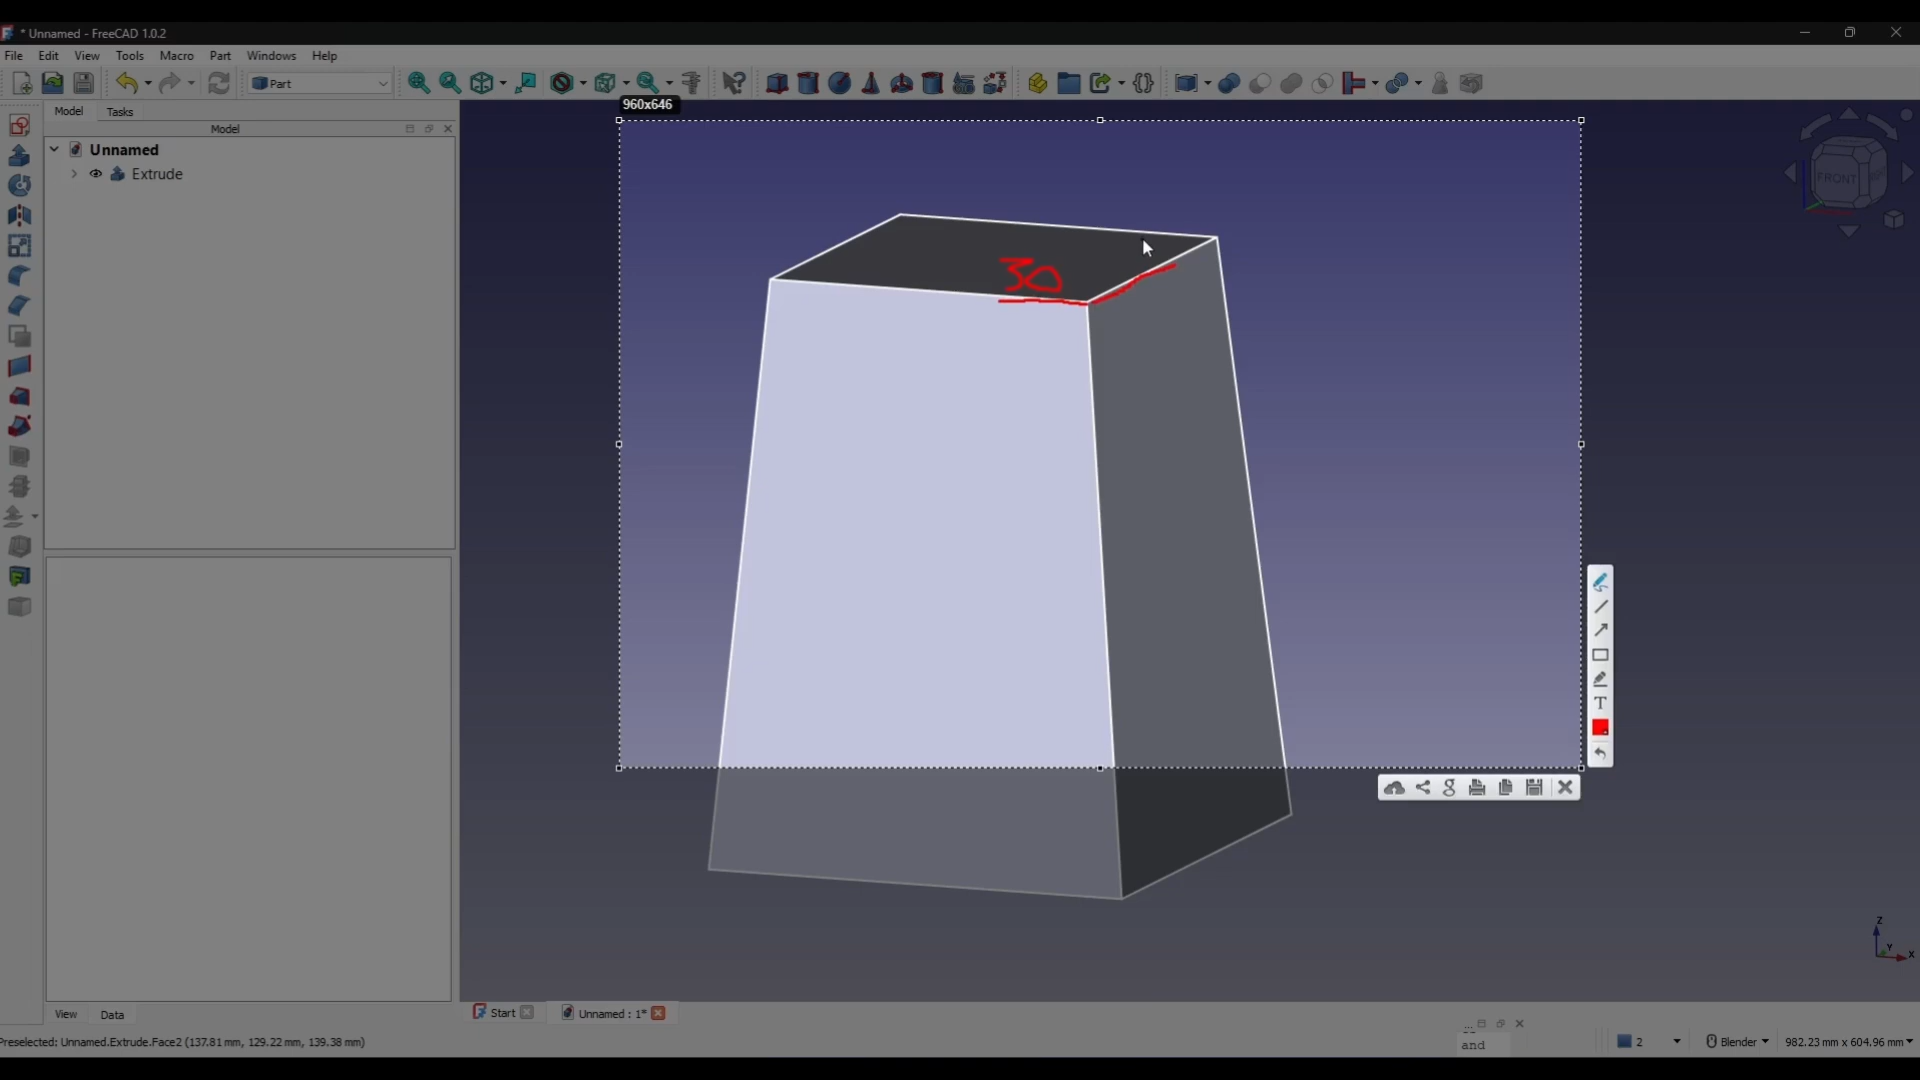 * Unnamed - FreeCAD 1.0.2
File Edit View Tools Macro Part Windows Help
Part
Model Tasks
Model
Unnamed
Extrude
960x646
FRONT
30
T
g
Z
Y
X
View Data
Start
Unnamed : 1*
...
and
Preselected: Unnamed.Extrude.Face2 (137.81 mm, 129.22 mm, 139.38 mm)
2
Blender
982.23 mm x 604.96 mm